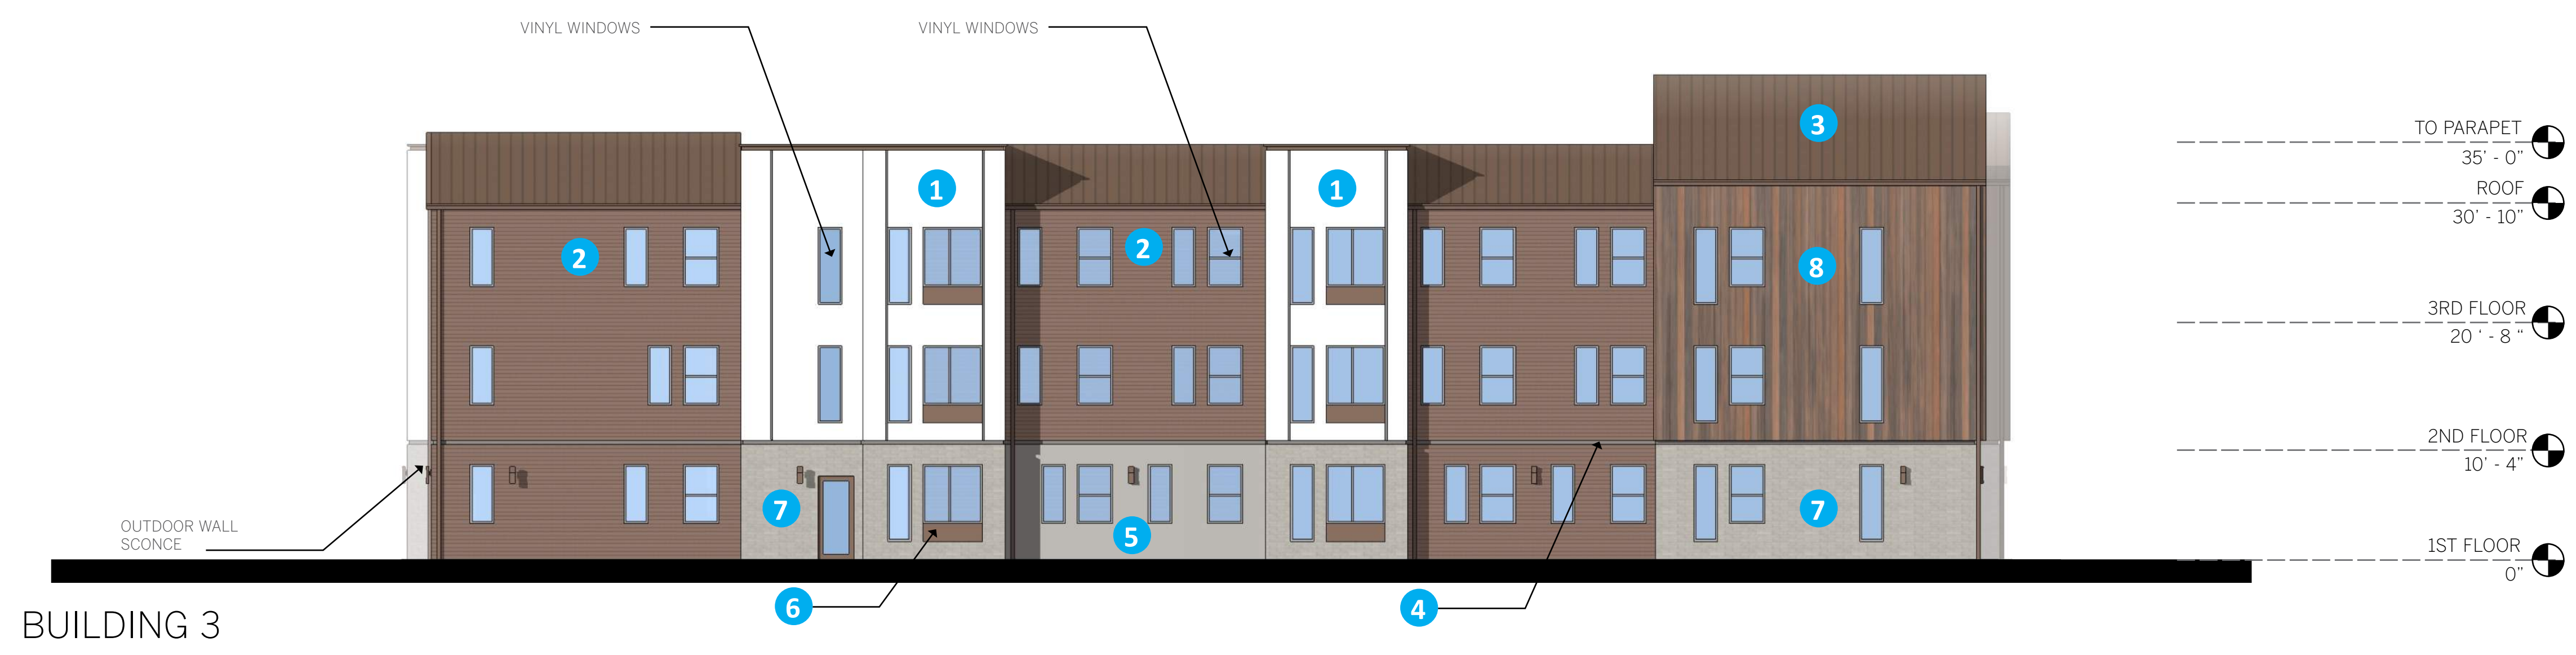 VINYL WINDOWS
VINYL WINDOWS
3
TO PARAPET
35' - 0"
1
1
ROOF
30' - 10"
2
2
8
3RD FLOOR
20 ' - 8 "
2ND FLOOR
10' - 4"
7
7
OUTDOOR WALL
SCONCE
5
1ST FLOOR
0"
6
4
BUILDING 3